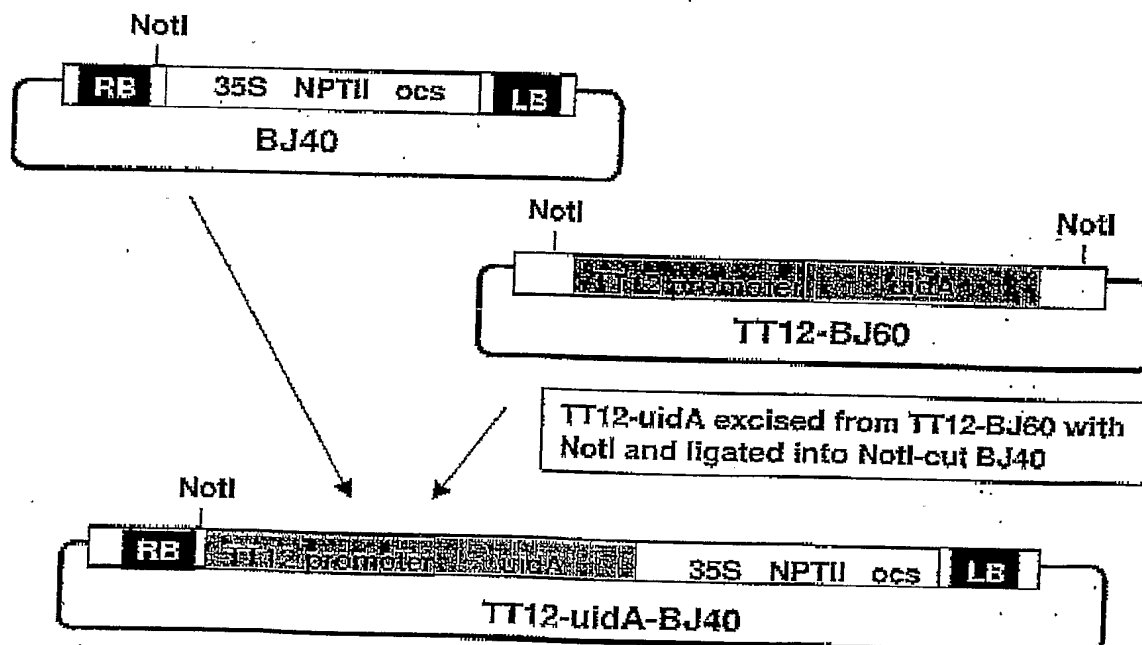 NotI
RB 35S NPTII ocs LB
BJ40
NotI NotI
TT12 promoter uidA
TT12-BJ60
TT12-uidA excised from TT12-BJ60 with
NotI and ligated into NotI-cut BJ40
NotI
RB TT12 promoter uidA 35S NPTII ocs LB
TT12-uidA-BJ40